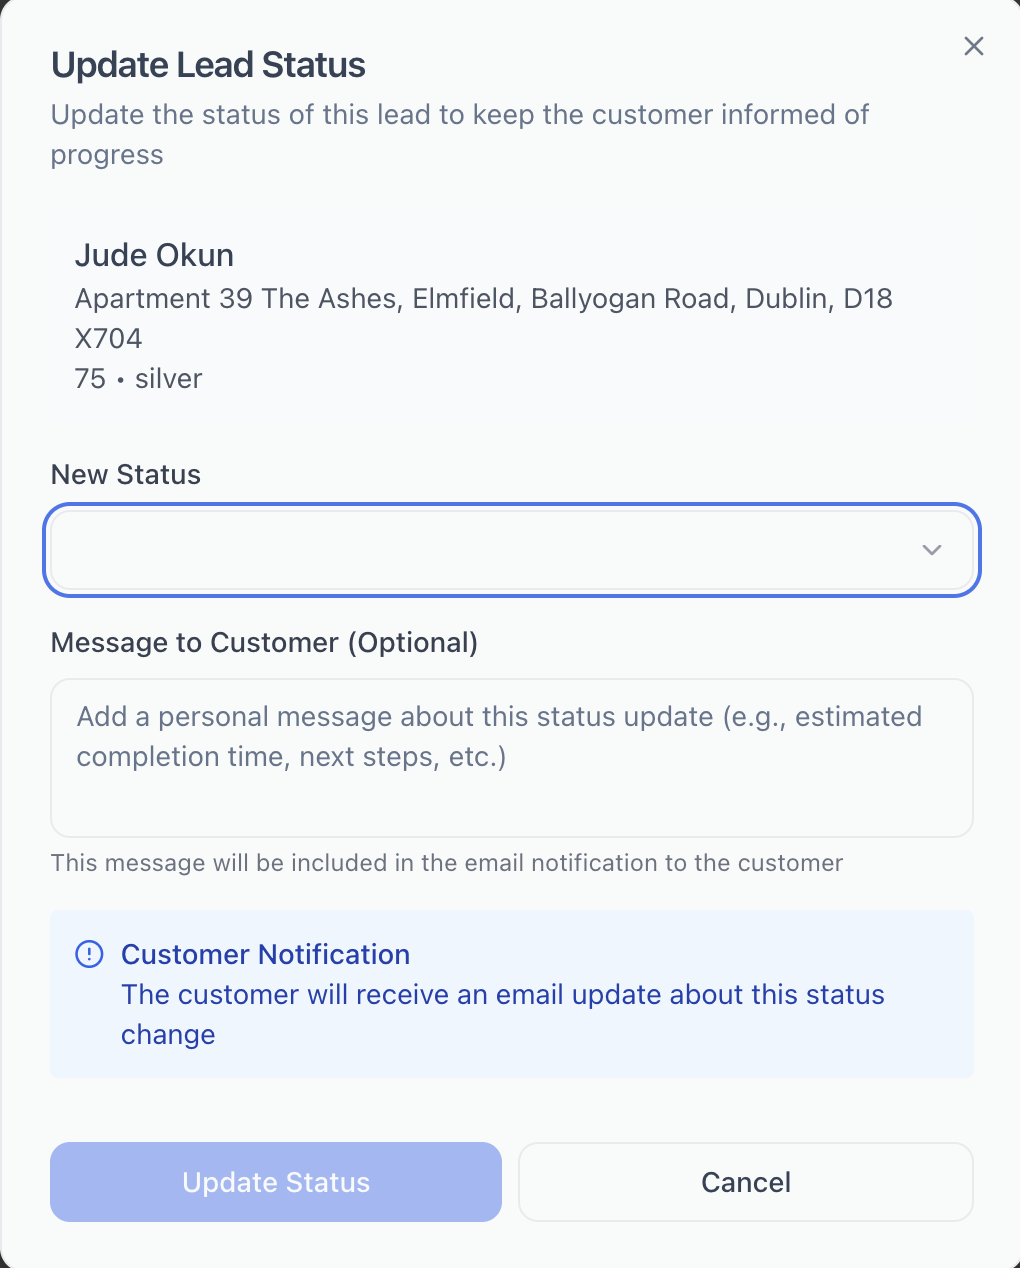 Update Lead Status
Update the status of this lead to keep the customer informed of
progress
Jude Okun
Apartment 39 The Ashes, Elmfield, Ballyogan Road, Dublin, D18
X704
75 • silver
New Status
Message to Customer (Optional)
Add a personal message about this status update (e.g., estimated
completion time, next steps, etc.)
This message will be included in the email notification to the customer
Customer Notification
The customer will receive an email update about this status
change
Update Status
Cancel